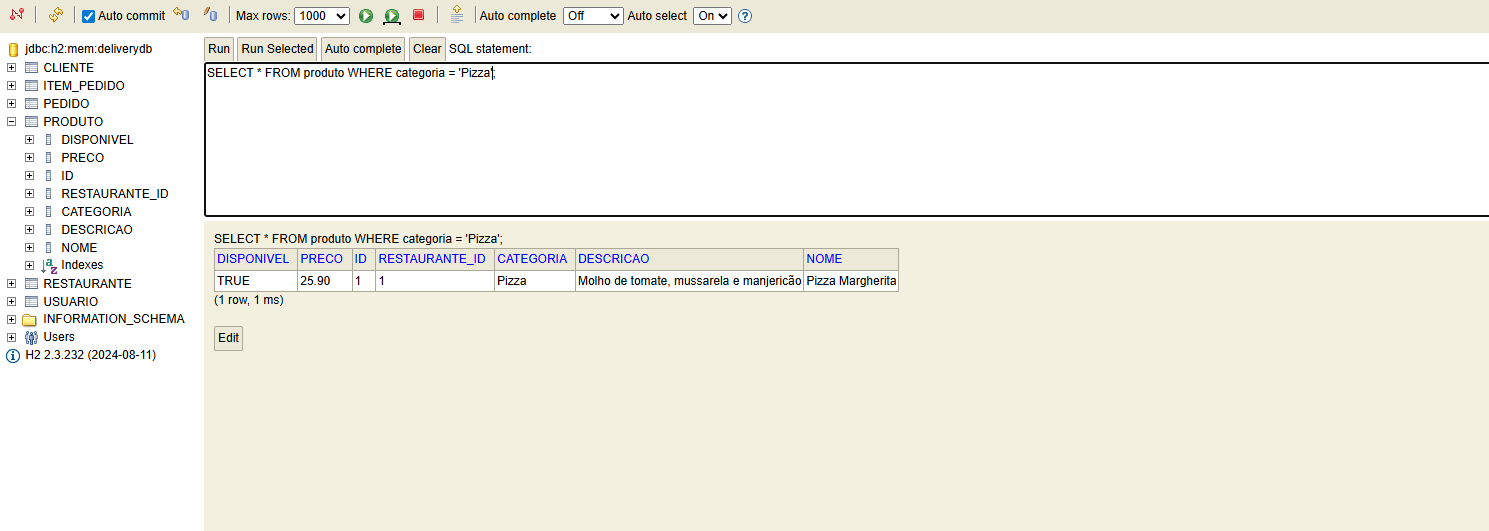 Auto commit Max rows: 1000 Auto complete Off Auto select On
jdbc:h2:mem:deliverydb
CLIENTE
ITEM_PEDIDO
PEDIDO
PRODUTO
DISPONIVEL
PRECO
ID
RESTAURANTE_ID
CATEGORIA
DESCRICAO
NOME
Indexes
RESTAURANTE
USUARIO
INFORMATION_SCHEMA
Users
H2 2.3.232 (2024-08-11)
Run Run Selected Auto complete Clear SQL statement:
SELECT * FROM produto WHERE categoria = 'Pizza';
SELECT * FROM produto WHERE categoria = 'Pizza';
DISPONIVEL PRECO ID RESTAURANTE_ID CATEGORIA DESCRICAO NOME
TRUE 25.90 1 1 Pizza Molho de tomate, mussarela e manjericão Pizza Margherita
(1 row, 1 ms)
Edit